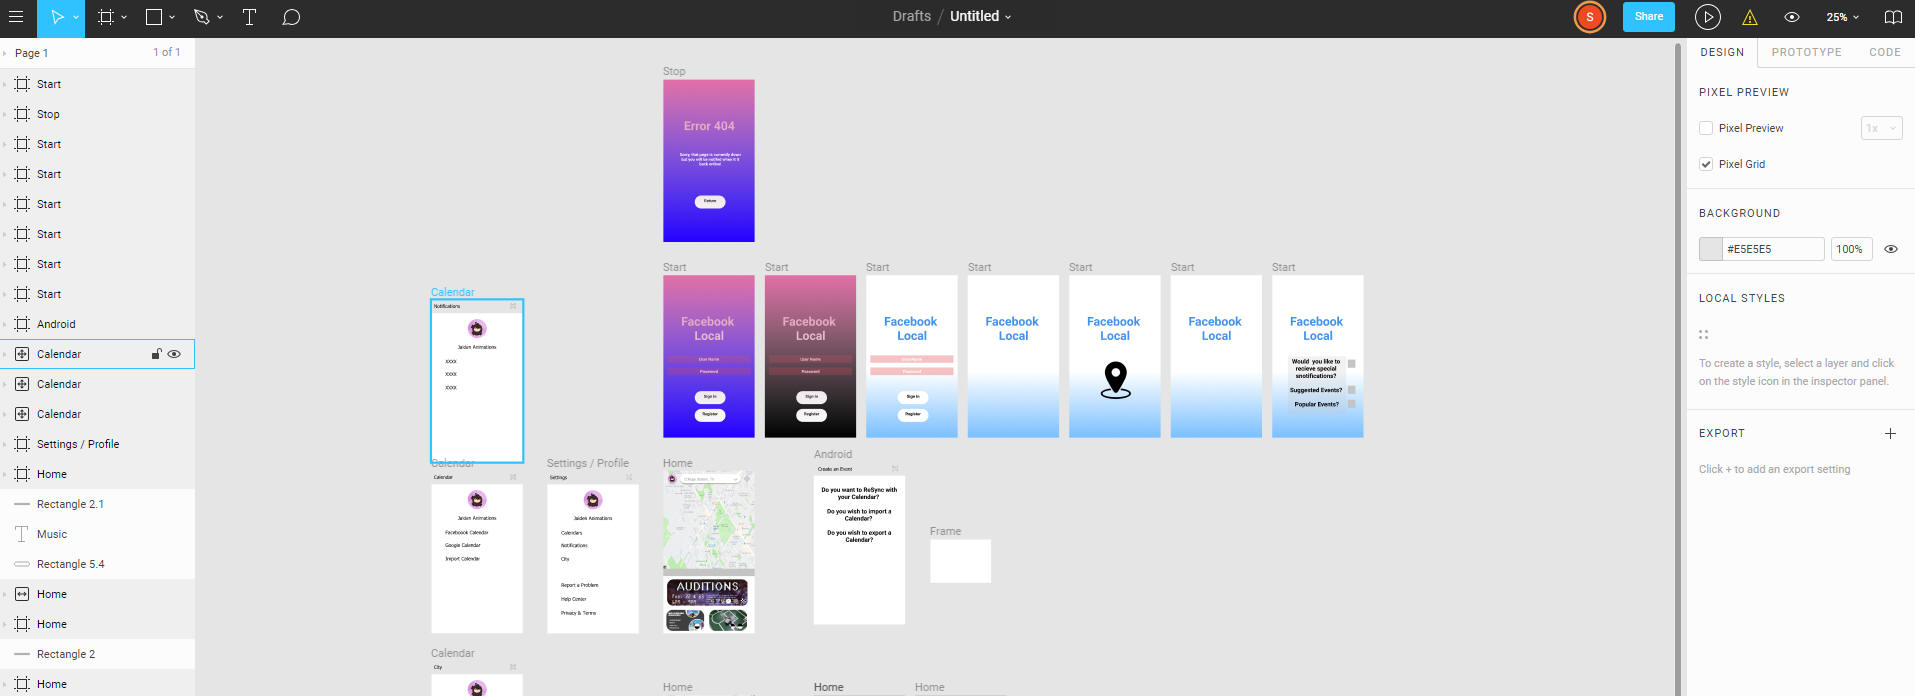 Drafts / Untitled
S
Share
25%
Page 1
1 of 1
Start
Stop
Start
Start
Start
Start
Start
Start
Android
Calendar
Calendar
Calendar
Settings / Profile
Home
Rectangle 2.1
Music
Rectangle 5.4
Home
Home
Rectangle 2
Home
Stop
Error 404
Sorry, that page is currently down
but you will be notified when it it
back online!
Return
Start
Facebook
Local
User Name
Password
Sign In
Register
Start
Facebook
Local
User Name
Password
Sign In
Register
Start
Facebook
Local
User Name
Password
Sign In
Register
Start
Facebook
Local
Start
Facebook
Local
Start
Facebook
Local
Start
Facebook
Local
Would you like to
recieve special
snotifications?
Suggested Events?
Popular Events?
Calendar
Notifications
Jaiden Animations
XXXX
XXXX
XXXX
Calendar
Calendar
Jaiden Animations
Facebook Calendar
Google Calendar
Import Calendar
Settings / Profile
Settings
Jaiden Animations
Calendars
Notifications
City
Report a Problem
Help Center
Privacy & Terms
Home
AUDITIONS
Android
Create an Event
Do you want to ReSync with
your Calendar?
Do you wish to import a
Calendar?
Do you wish to export a
Calendar?
Frame
Calendar
City
Home
Home
Home
DESIGN
PROTOTYPE
CODE
PIXEL PREVIEW
Pixel Preview
1x
Pixel Grid
BACKGROUND
#E5E5E5
100%
LOCAL STYLES
To create a style, select a layer and click
on the style icon in the inspector panel.
EXPORT
Click + to add an export setting